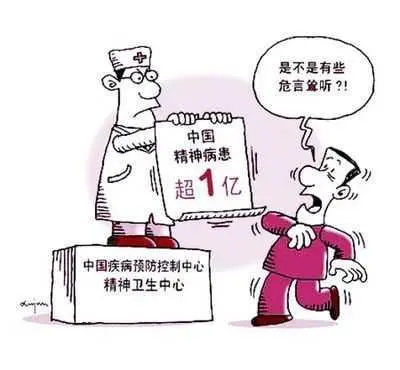 是不是有些
危言耸听?!
中国
精神病患
超1亿
中国疾病预防控制中心
精神卫生中心